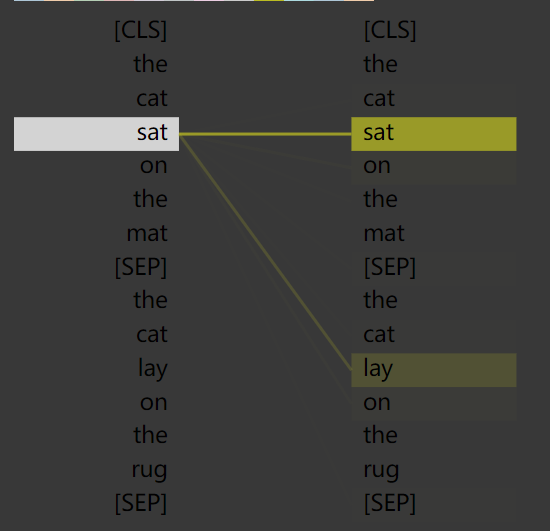 [CLS] [CLS]
the the
cat cat
sat sat
on on
the the
mat mat
[SEP] [SEP]
the the
cat cat
lay lay
on on
the the
rug rug
[SEP] [SEP]